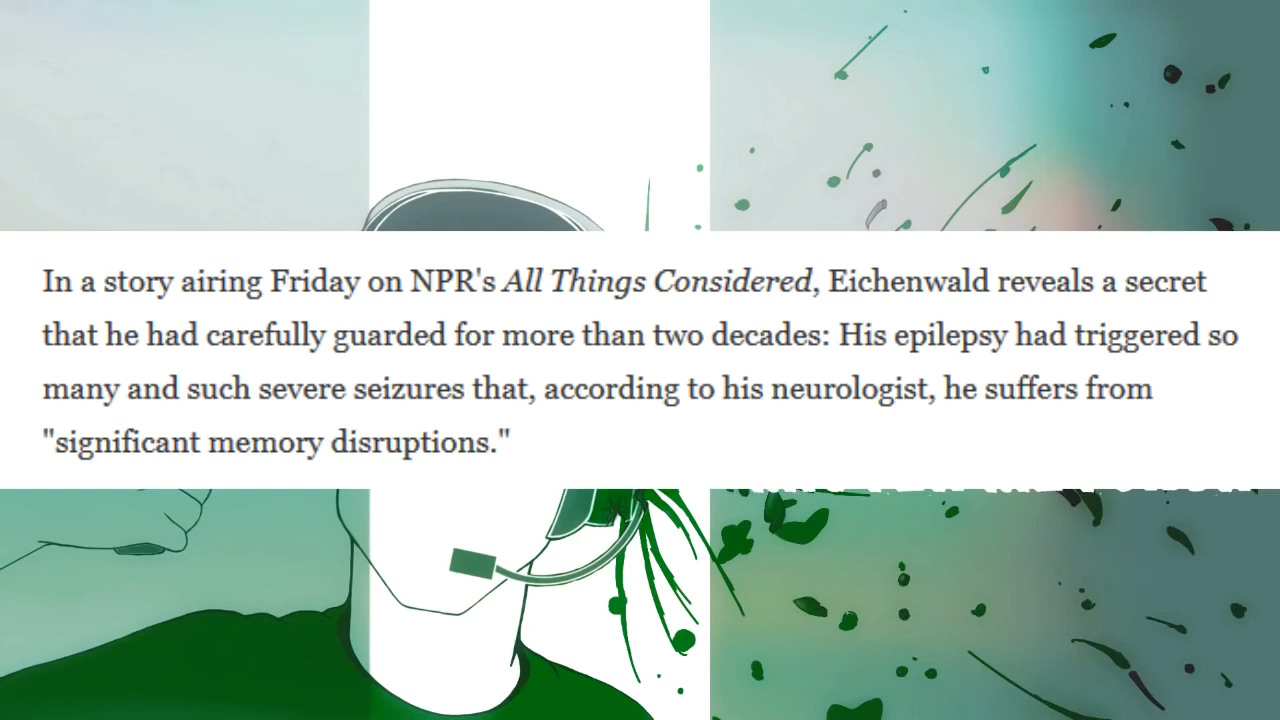 In a story airing Friday on NPR's All Things Considered, Eichenwald reveals a secret
that he had carefully guarded for more than two decades: His epilepsy had triggered so
many and such severe seizures that, according to his neurologist, he suffers from
"significant memory disruptions."